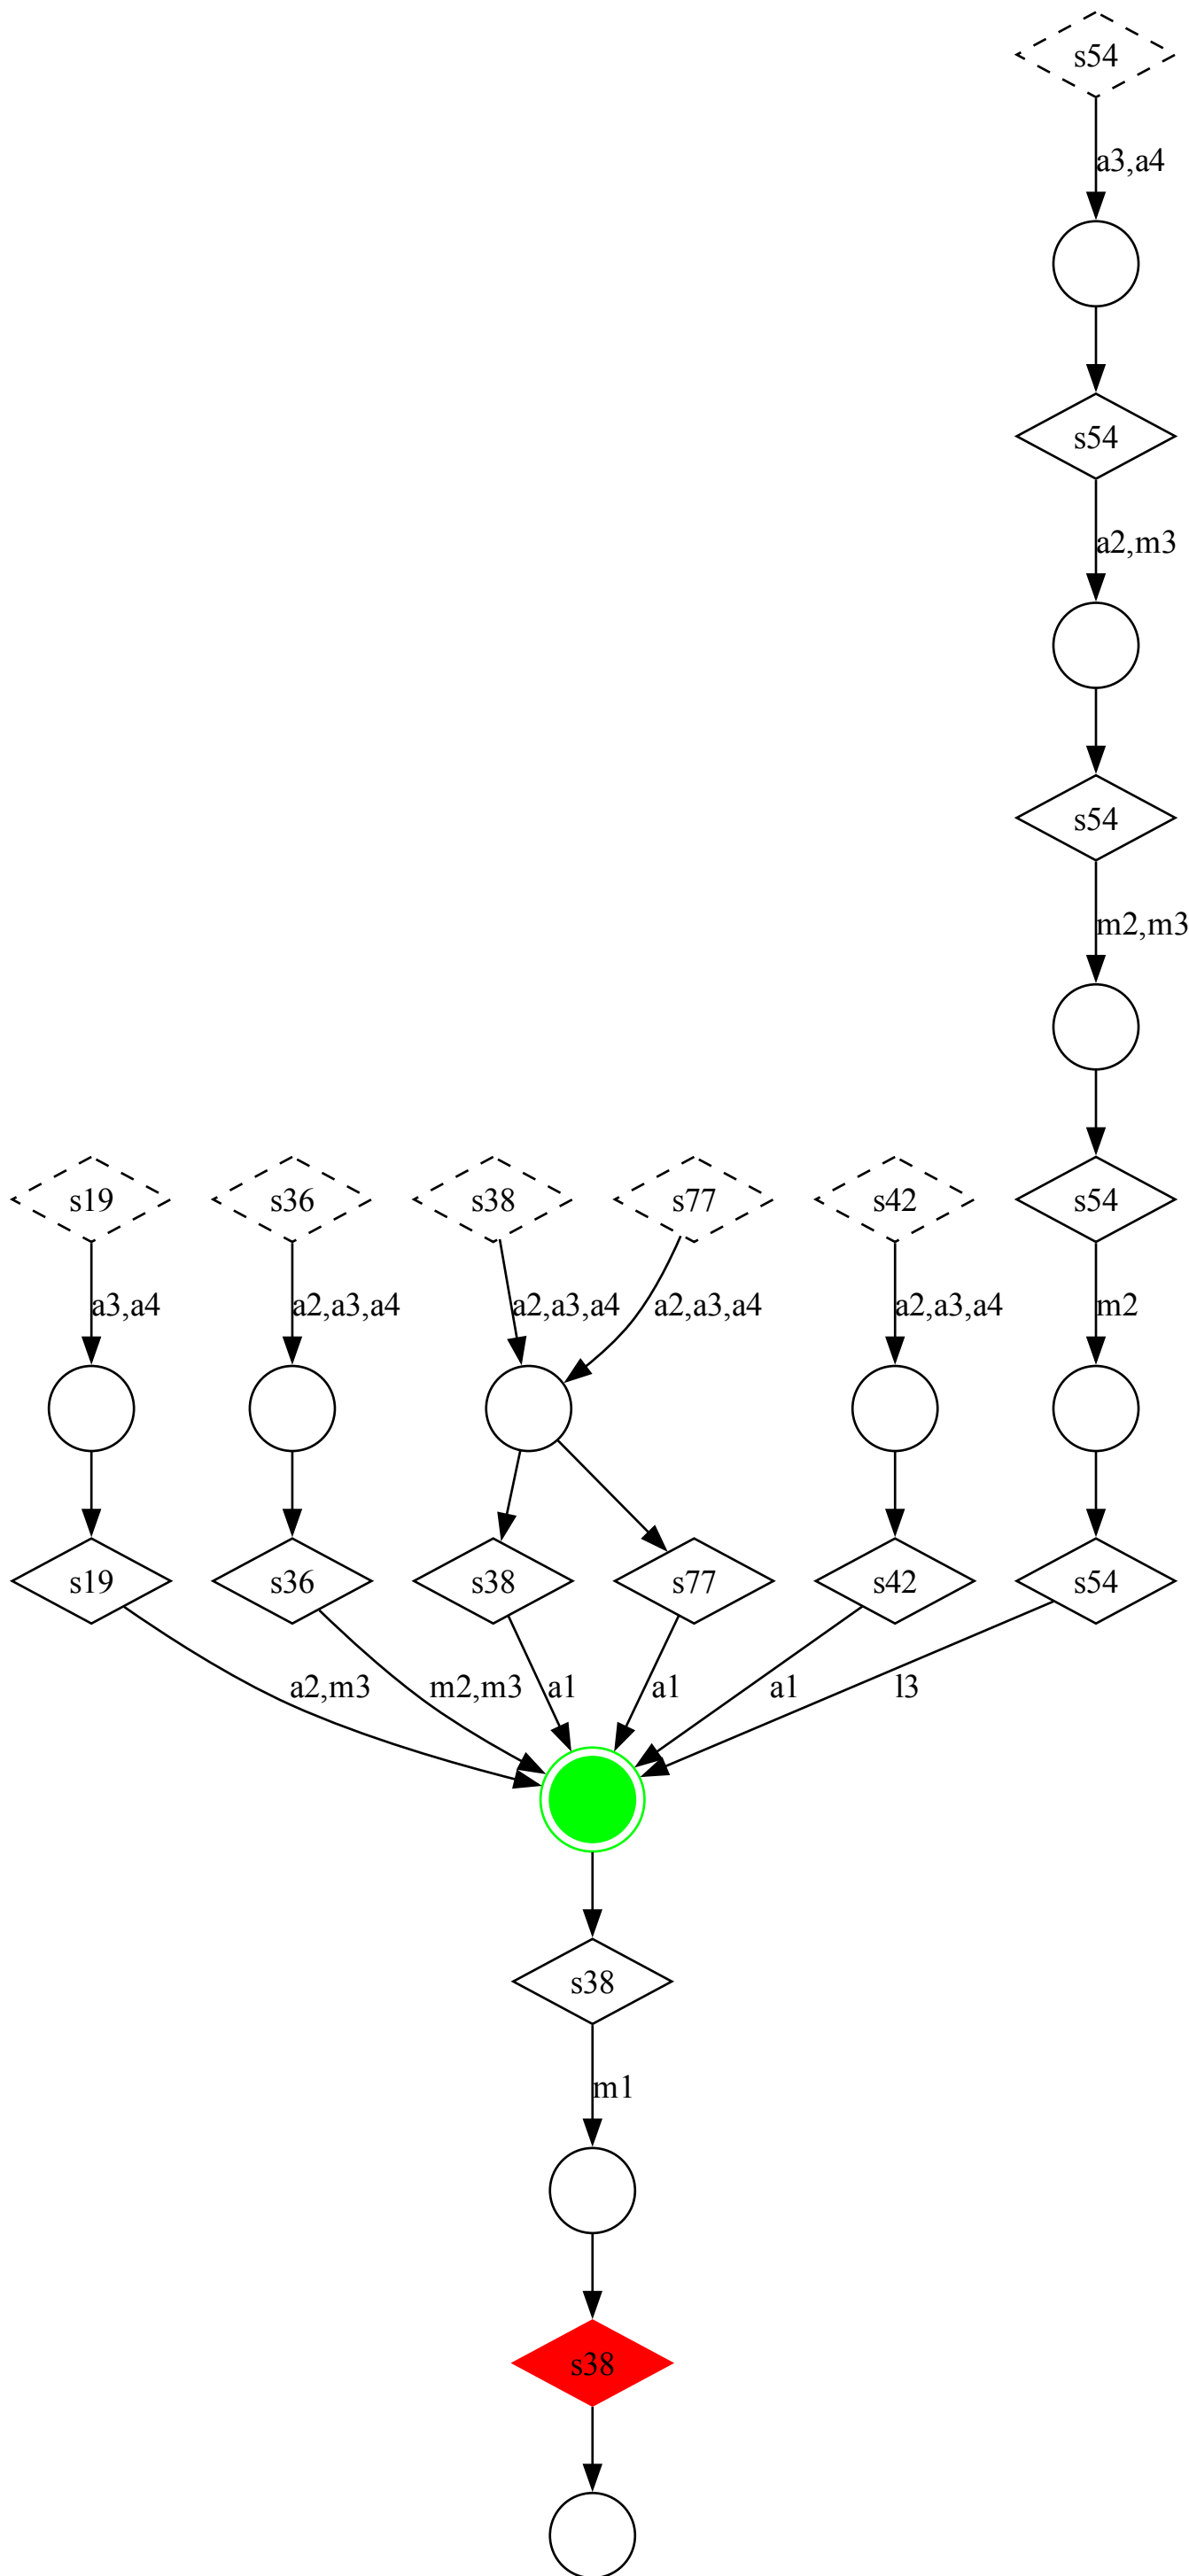 s54
a3,a4
s54
a2,m3
s54
m2,m3
s19 s36 s38 s77 s42 s54
a3,a4 a2,a3,a4 a2,a3,a4 a2,a3,a4 a2,a3,a4 m2
s19 s36 s38 s77 s42 s54
a2,m3 m2,m3 a1 a1 a1 l3
s38
m1
s38